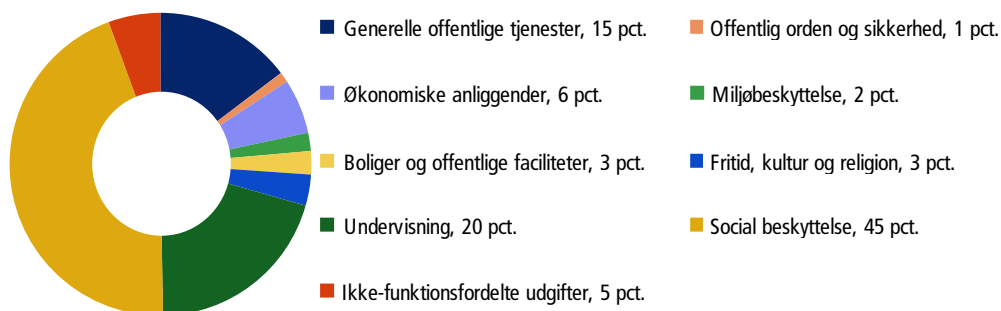 Generelle offentlige tjenester, 15 pct.
Offentlig orden og sikkerhed, 1 pct.
Økonomiske anliggender, 6 pct.
Miljøbeskyttelse, 2 pct.
Boliger og offentlige faciliteter, 3 pct.
Fritid, kultur og religion, 3 pct.
Undervisning, 20 pct.
Social beskyttelse, 45 pct.
Ikke-funktionsfordelte udgifter, 5 pct.